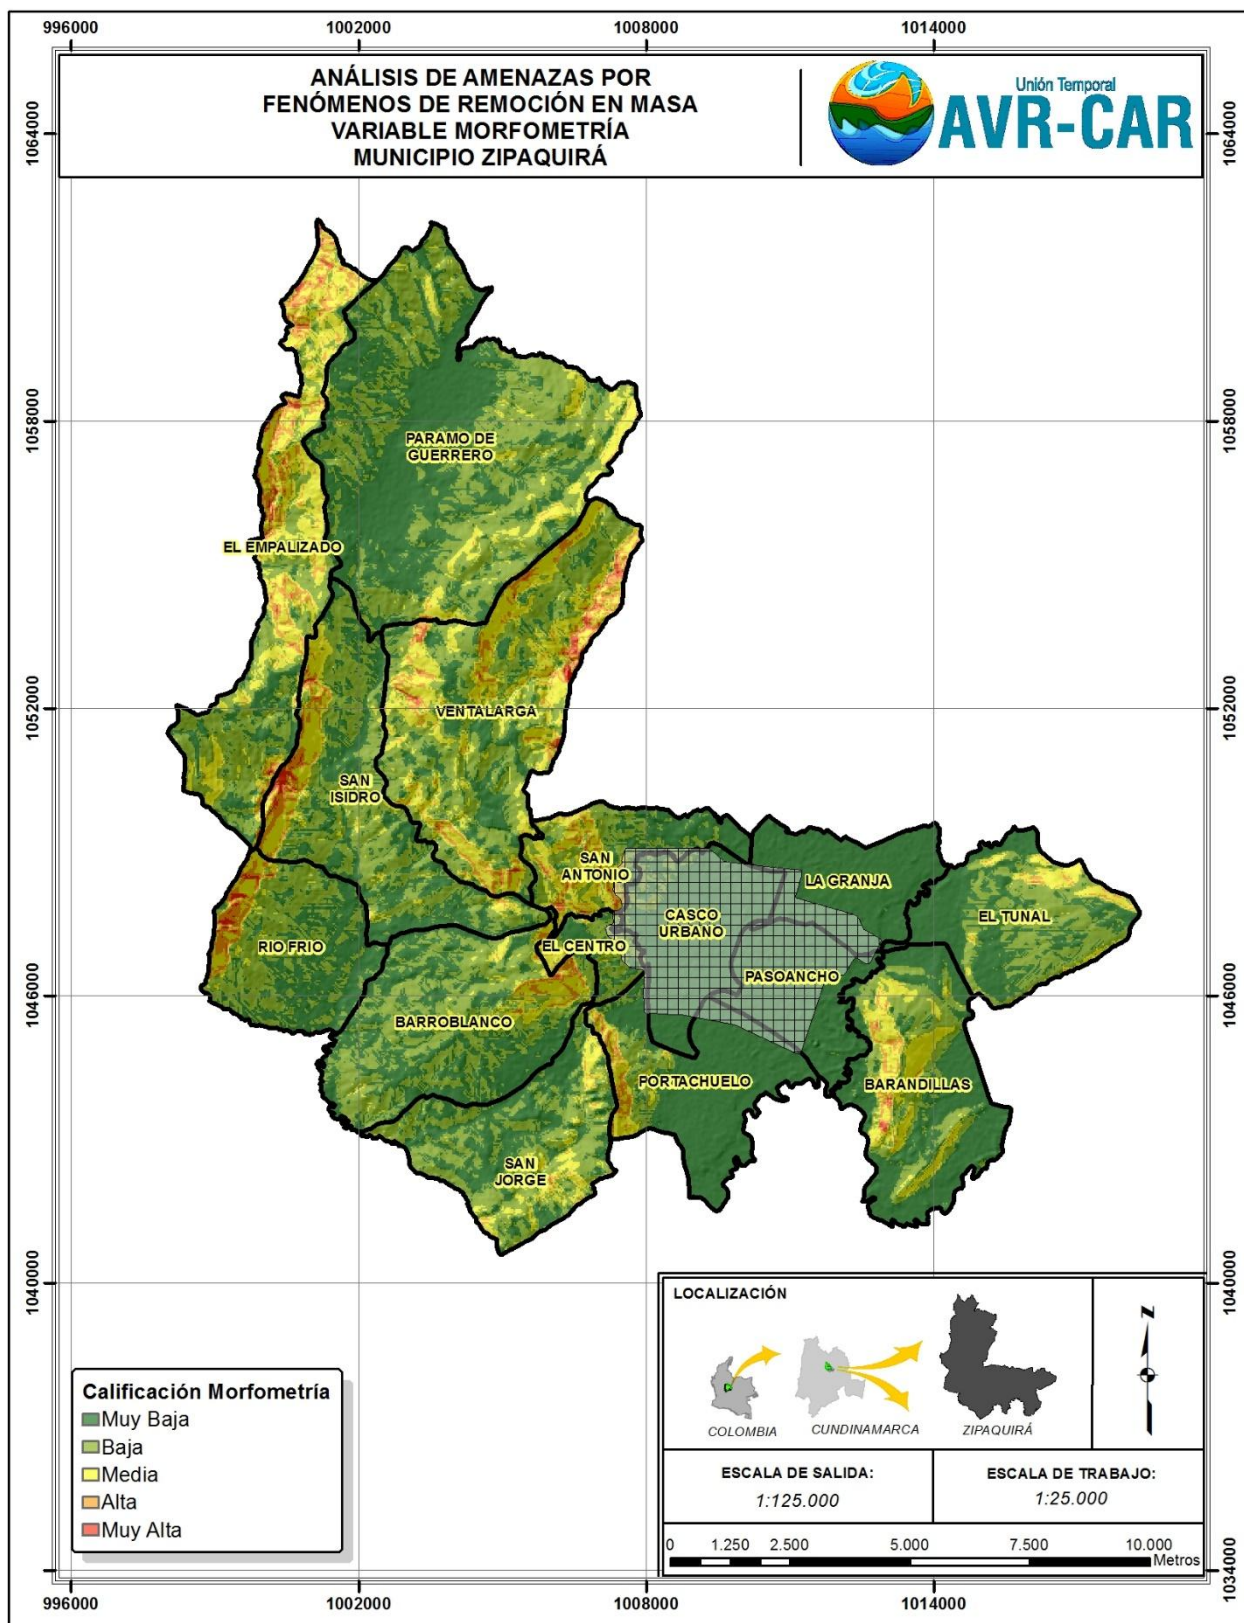 996000
1002000
1008000
1014000
ANÁLISIS DE AMENAZAS POR
FENÓMENOS DE REMOCIÓN EN MASA
VARIABLE MORFOMETRÍA
MUNICIPIO ZIPAQUIRÁ
Unión Temporal
AVR-CAR
1064000
1064000
1058000
1058000
PARAMO DE
GUERRERO
EL EMPALIZADO
1052000
1052000
VENTALARGA
SAN
ISIDRO
SAN
ANTONIO
LA GRANJA
CASCO
URBANO
EL TUNAL
RIO FRIO
EL CENTRO
PASOANCHO
1046000
1046000
BARROBLANCO
PORTACHUELO
BARANDILLAS
SAN
JORGE
1040000
1040000
LOCALIZACIÓN
N
COLOMBIA
CUNDINAMARCA
ZIPAQUIRÁ
Calificación Morfometría
Muy Baja
Baja
Media
Alta
Muy Alta
ESCALA DE SALIDA:
1:125.000
ESCALA DE TRABAJO:
1:25.000
0 1.250 2.500 5.000 7.500 10.000
Metros
1034000
1034000
996000
1002000
1008000
1014000